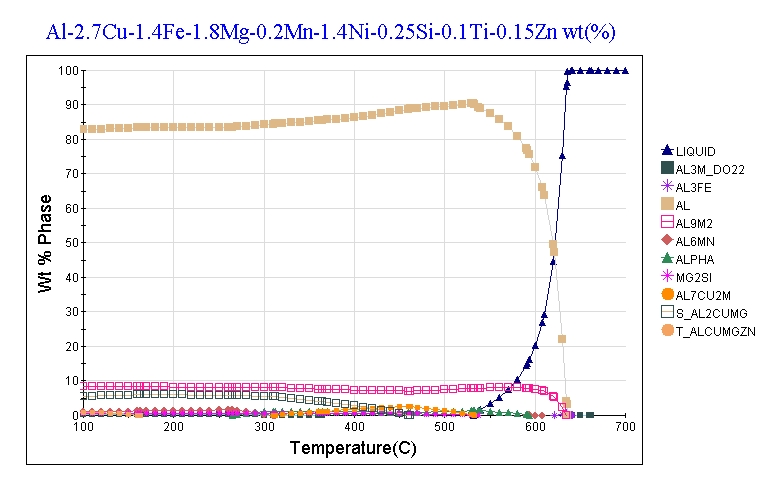 Al-2.7Cu-1.4Fe-1.8Mg-0.2Mn-1.4Ni-0.25Si-0.1Ti-0.15Zn wt(%)
100
90
80
70
60
50
40
30
20
10
0
Wt % Phase
100 200 300 400 500 600 700
Temperature(C)
LIQUID
AL3M_DO22
AL3FE
AL
AL9M2
AL6MN
ALPHA
MG2SI
AL7CU2M
S_AL2CUMG
T_ALCUMGZN